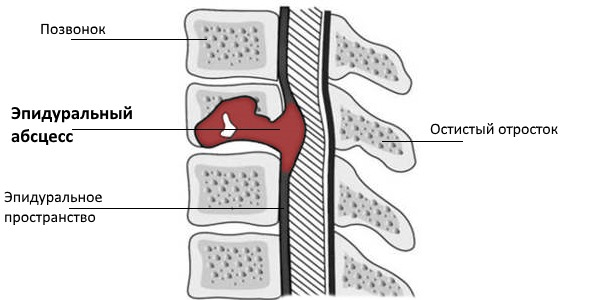 Позвонок
Эпидуральный
абсцесс
Остистый отросток
Эпидуральное
пространство